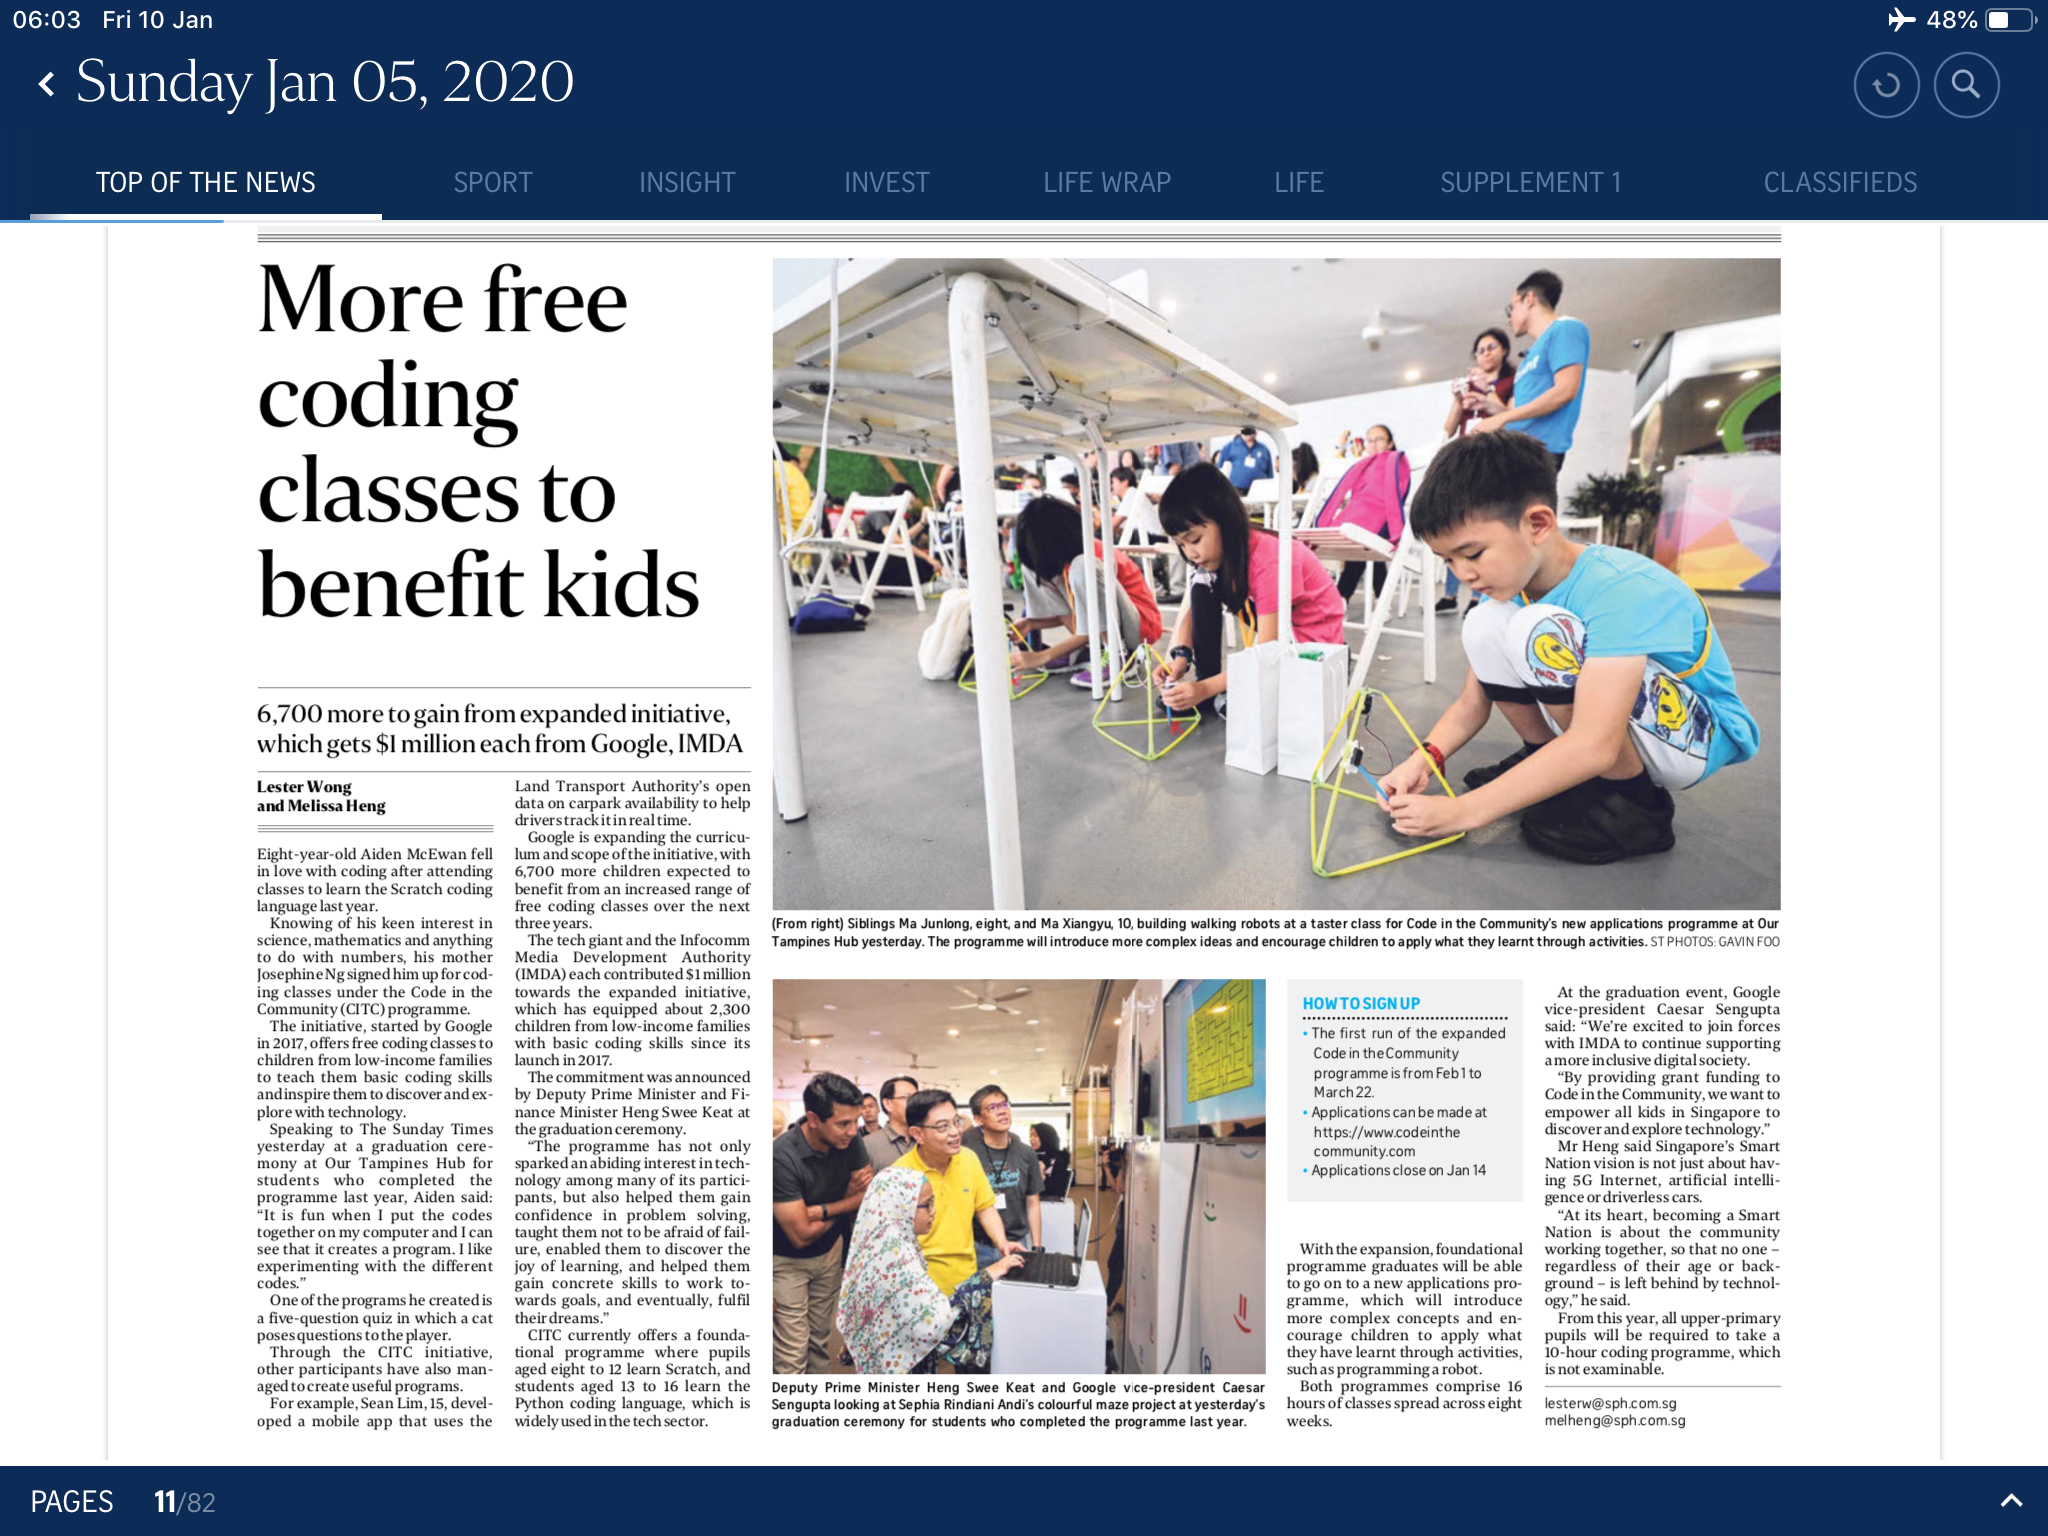 06:03 Fri 10 Jan
48%
Sunday Jan 05, 2020
TOP OF THE NEWS
SPORT
INSIGHT
INVEST
LIFE WRAP
LIFE
SUPPLEMENT 1
CLASSIFIEDS
More free
coding
classes to
benefit kids
6,700 more to gain from expanded initiative,
which gets $1 million each from Google, IMDA
Lester Wong
and Melissa Heng
Eight-year-old Aiden McEwan fell
in love with coding after attending
classes to learn the Scratch coding
language last year.
Knowing of his keen interest in
science, mathematics and anything
to do with numbers, his mother
Josephine Ng signed him up for cod-
ing classes under the Code in the
Community (CITC) programme.
The initiative, started by Google
in 2017, offers free coding classes to
children from low-income families
to teach them basic coding skills
and inspire them to discover and ex-
plore with technology.
Speaking to The Sunday Times
yesterday at a graduation cere-
mony at Our Tampines Hub for
students who completed the
programme last year, Aiden said:
“It is fun when I put the codes
together on my computer and I can
see that it creates a program. I like
experimenting with the different
codes.”
One of the programs he created is
a five-question quiz in which a cat
poses questions to the player.
Through the CITC initiative,
other participants have also man-
aged to create useful programs.
For example, Sean Lim, 15, devel-
oped a mobile app that uses the
Land Transport Authority’s open
data on carpark availability to help
drivers track it in real time.
Google is expanding the curricu-
lum and scope of the initiative, with
6,700 more children expected to
benefit from an increased range of
free coding classes over the next
three years.
The tech giant and the Infocomm
Media Development Authority
(IMDA) each contributed $1 million
towards the expanded initiative,
which has equipped about 2,300
children from low-income families
with basic coding skills since its
launch in 2017.
The commitment was announced
by Deputy Prime Minister and Fi-
nance Minister Heng Swee Keat at
the graduation ceremony.
“The programme has not only
sparked an abiding interest in tech-
nology among many of its partici-
pants, but also helped them gain
confidence in problem solving,
taught them not to be afraid of fail-
ure, enabled them to discover the
joy of learning, and helped them
gain concrete skills to work to-
wards goals, and eventually, fulfil
their dreams.”
CITC currently offers a founda-
tional programme where pupils
aged eight to 12 learn Scratch, and
students aged 13 to 16 learn the
Python coding language, which is
widely used in the tech sector.
(From right) Siblings Ma Junlong, eight, and Ma Xiangyu, 10, building walking robots at a taster class for Code in the Community’s new applications programme at Our
Tampines Hub yesterday. The programme will introduce more complex ideas and encourage children to apply what they learnt through activities. ST PHOTOS: GAVIN FOO
Deputy Prime Minister Heng Swee Keat and Google vice-president Caesar
Sengupta looking at Sephia Rindiani Andi’s colourful maze project at yesterday’s
graduation ceremony for students who completed the programme last year.
HOW TO SIGN UP
• The first run of the expanded
Code in the Community
programme is from Feb 1 to
March 22.
• Applications can be made at
https://www.codeinthe
community.com
• Applications close on Jan 14
With the expansion, foundational
programme graduates will be able
to go on to a new applications pro-
gramme, which will introduce
more complex concepts and en-
courage children to apply what
they have learnt through activities,
such as programming a robot.
Both programmes comprise 16
hours of classes spread across eight
weeks.
At the graduation event, Google
vice-president Caesar Sengupta
said: “We’re excited to join forces
with IMDA to continue supporting
a more inclusive digital society.
“By providing grant funding to
Code in the Community, we want to
empower all kids in Singapore to
discover and explore technology.”
Mr Heng said Singapore’s Smart
Nation vision is not just about hav-
ing 5G Internet, artificial intelli-
gence or driverless cars.
“At its heart, becoming a Smart
Nation is about the community
working together, so that no one –
regardless of their age or back-
ground – is left behind by technol-
ogy,” he said.
From this year, all upper-primary
pupils will be required to take a
10-hour coding programme, which
is not examinable.
lesterw@sph.com.sg
melheng@sph.com.sg
PAGES 11/82